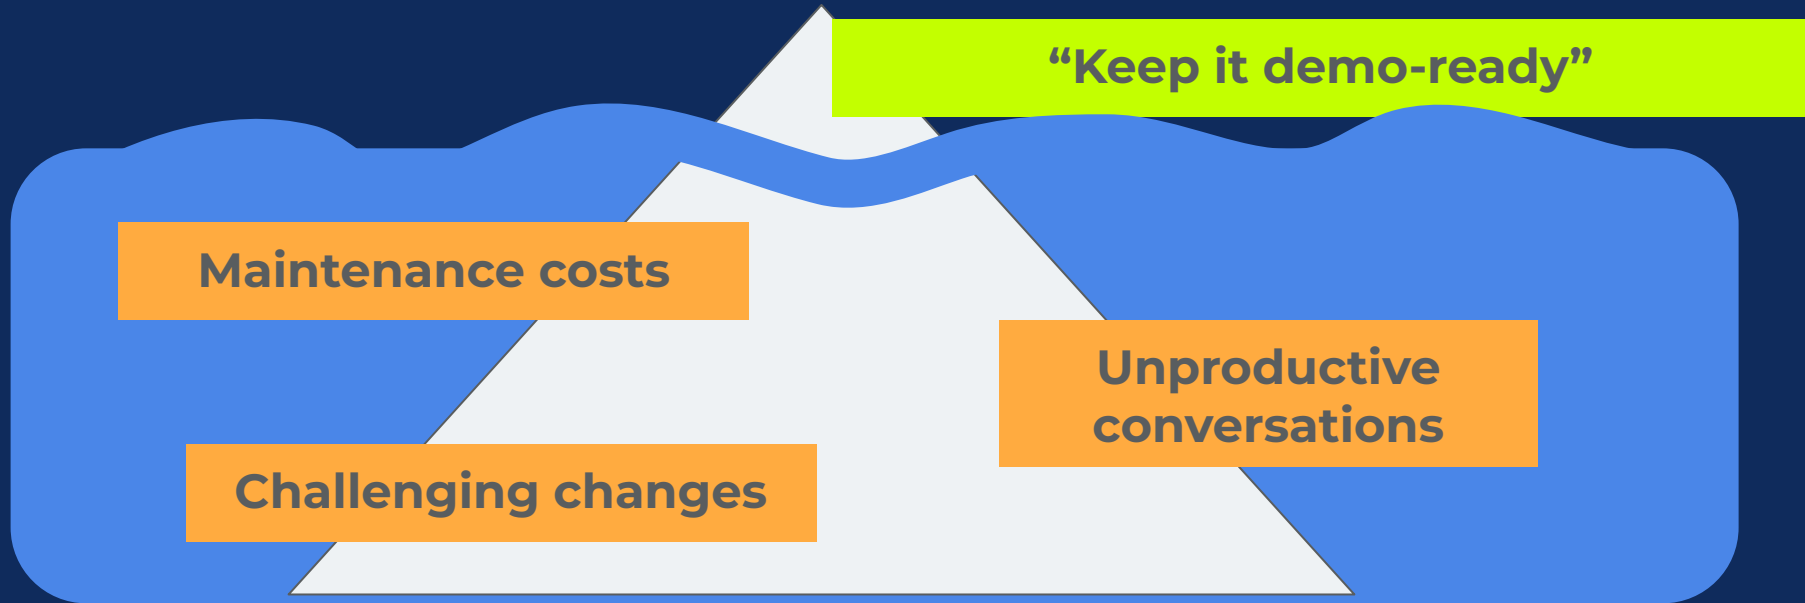 “Keep it demo-ready”
Maintenance costs
Unproductive
conversations
Challenging changes